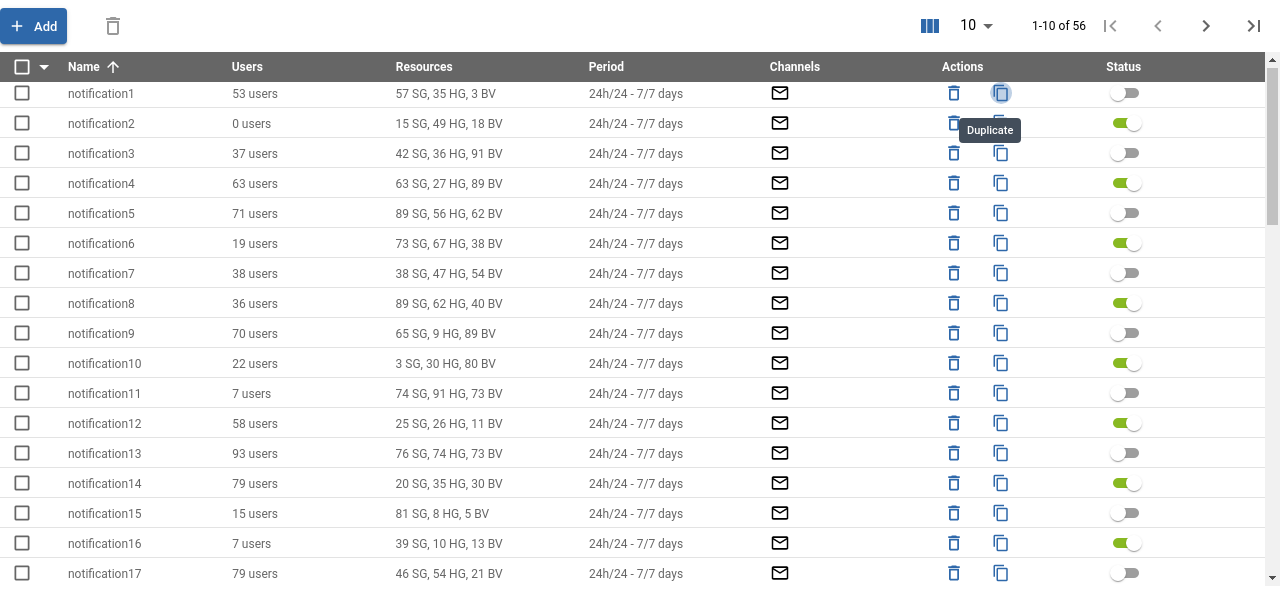 Add 10 1-10 of 56
Name Users Resources Period Channels Actions Status
notification1 53 users 57 SG, 35 HG, 3 BV 24h/24 - 7/7 days
notification2 0 users 15 SG, 49 HG, 18 BV 24h/24 - 7/7 days
Duplicate
notification3 37 users 42 SG, 36 HG, 91 BV 24h/24 - 7/7 days
notification4 63 users 63 SG, 27 HG, 89 BV 24h/24 - 7/7 days
notification5 71 users 89 SG, 56 HG, 62 BV 24h/24 - 7/7 days
notification6 19 users 73 SG, 67 HG, 38 BV 24h/24 - 7/7 days
notification7 38 users 38 SG, 47 HG, 54 BV 24h/24 - 7/7 days
notification8 36 users 89 SG, 62 HG, 40 BV 24h/24 - 7/7 days
notification9 70 users 65 SG, 9 HG, 89 BV 24h/24 - 7/7 days
notification10 22 users 3 SG, 30 HG, 80 BV 24h/24 - 7/7 days
notification11 7 users 74 SG, 91 HG, 73 BV 24h/24 - 7/7 days
notification12 58 users 25 SG, 26 HG, 11 BV 24h/24 - 7/7 days
notification13 93 users 76 SG, 74 HG, 73 BV 24h/24 - 7/7 days
notification14 79 users 20 SG, 35 HG, 30 BV 24h/24 - 7/7 days
notification15 15 users 81 SG, 8 HG, 5 BV 24h/24 - 7/7 days
notification16 7 users 39 SG, 10 HG, 13 BV 24h/24 - 7/7 days
notification17 79 users 46 SG, 54 HG, 21 BV 24h/24 - 7/7 days